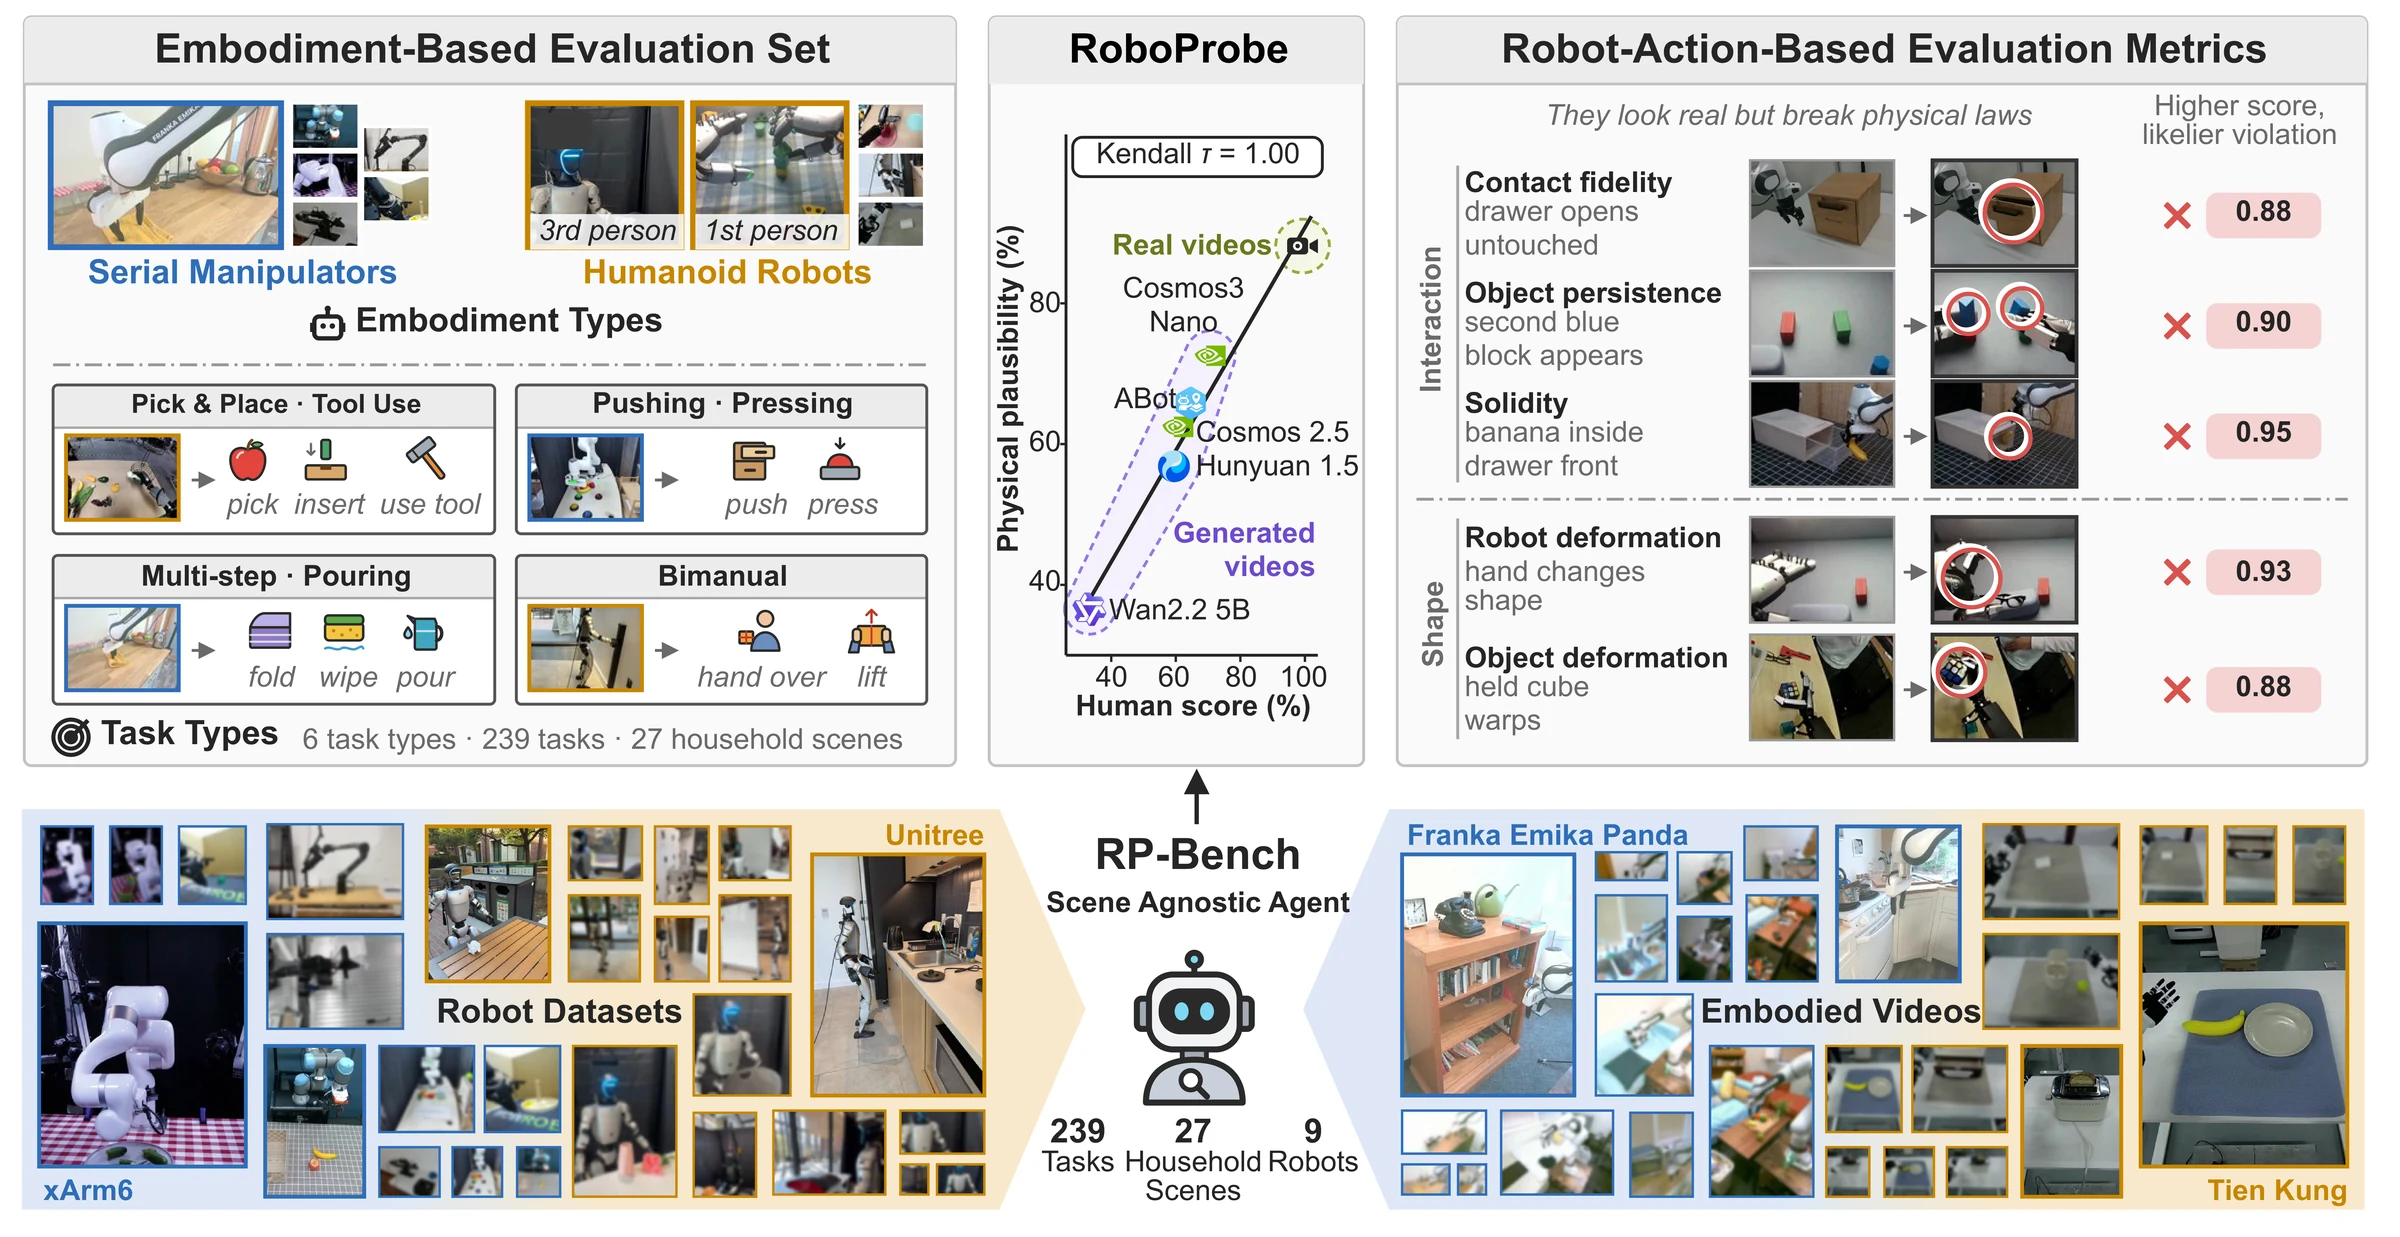 Embodiment-Based Evaluation Set
FRANKA EMIKA
3rd person
1st person
Serial Manipulators
Humanoid Robots
Embodiment Types
Pick & Place · Tool Use
pick insert use tool
Pushing · Pressing
push press
Multi-step · Pouring
fold wipe pour
Bimanual
hand over lift
Task Types
6 task types · 239 tasks · 27 household scenes
RoboProbe
Kendall τ = 1.00
Physical plausibility (%)
80
60
40
Real videos
Cosmos3
Nano
ABot
Cosmos 2.5
Hunyuan 1.5
Generated
videos
Wan2.2 5B
40 60 80 100
Human score (%)
Robot-Action-Based Evaluation Metrics
They look real but break physical laws
Higher score,
likelier violation
Interaction
Contact fidelity
drawer opens
untouched
0.88
Object persistence
second blue
block appears
0.90
Solidity
banana inside
drawer front
0.95
Shape
Robot deformation
hand changes
shape
0.93
Object deformation
held cube
warps
0.88
Unitree
Robot Datasets
xArm6
RP-Bench
Scene Agnostic Agent
239
Tasks
27
Household
Scenes
9
Robots
Franka Emika Panda
Embodied Videos
Tien Kung